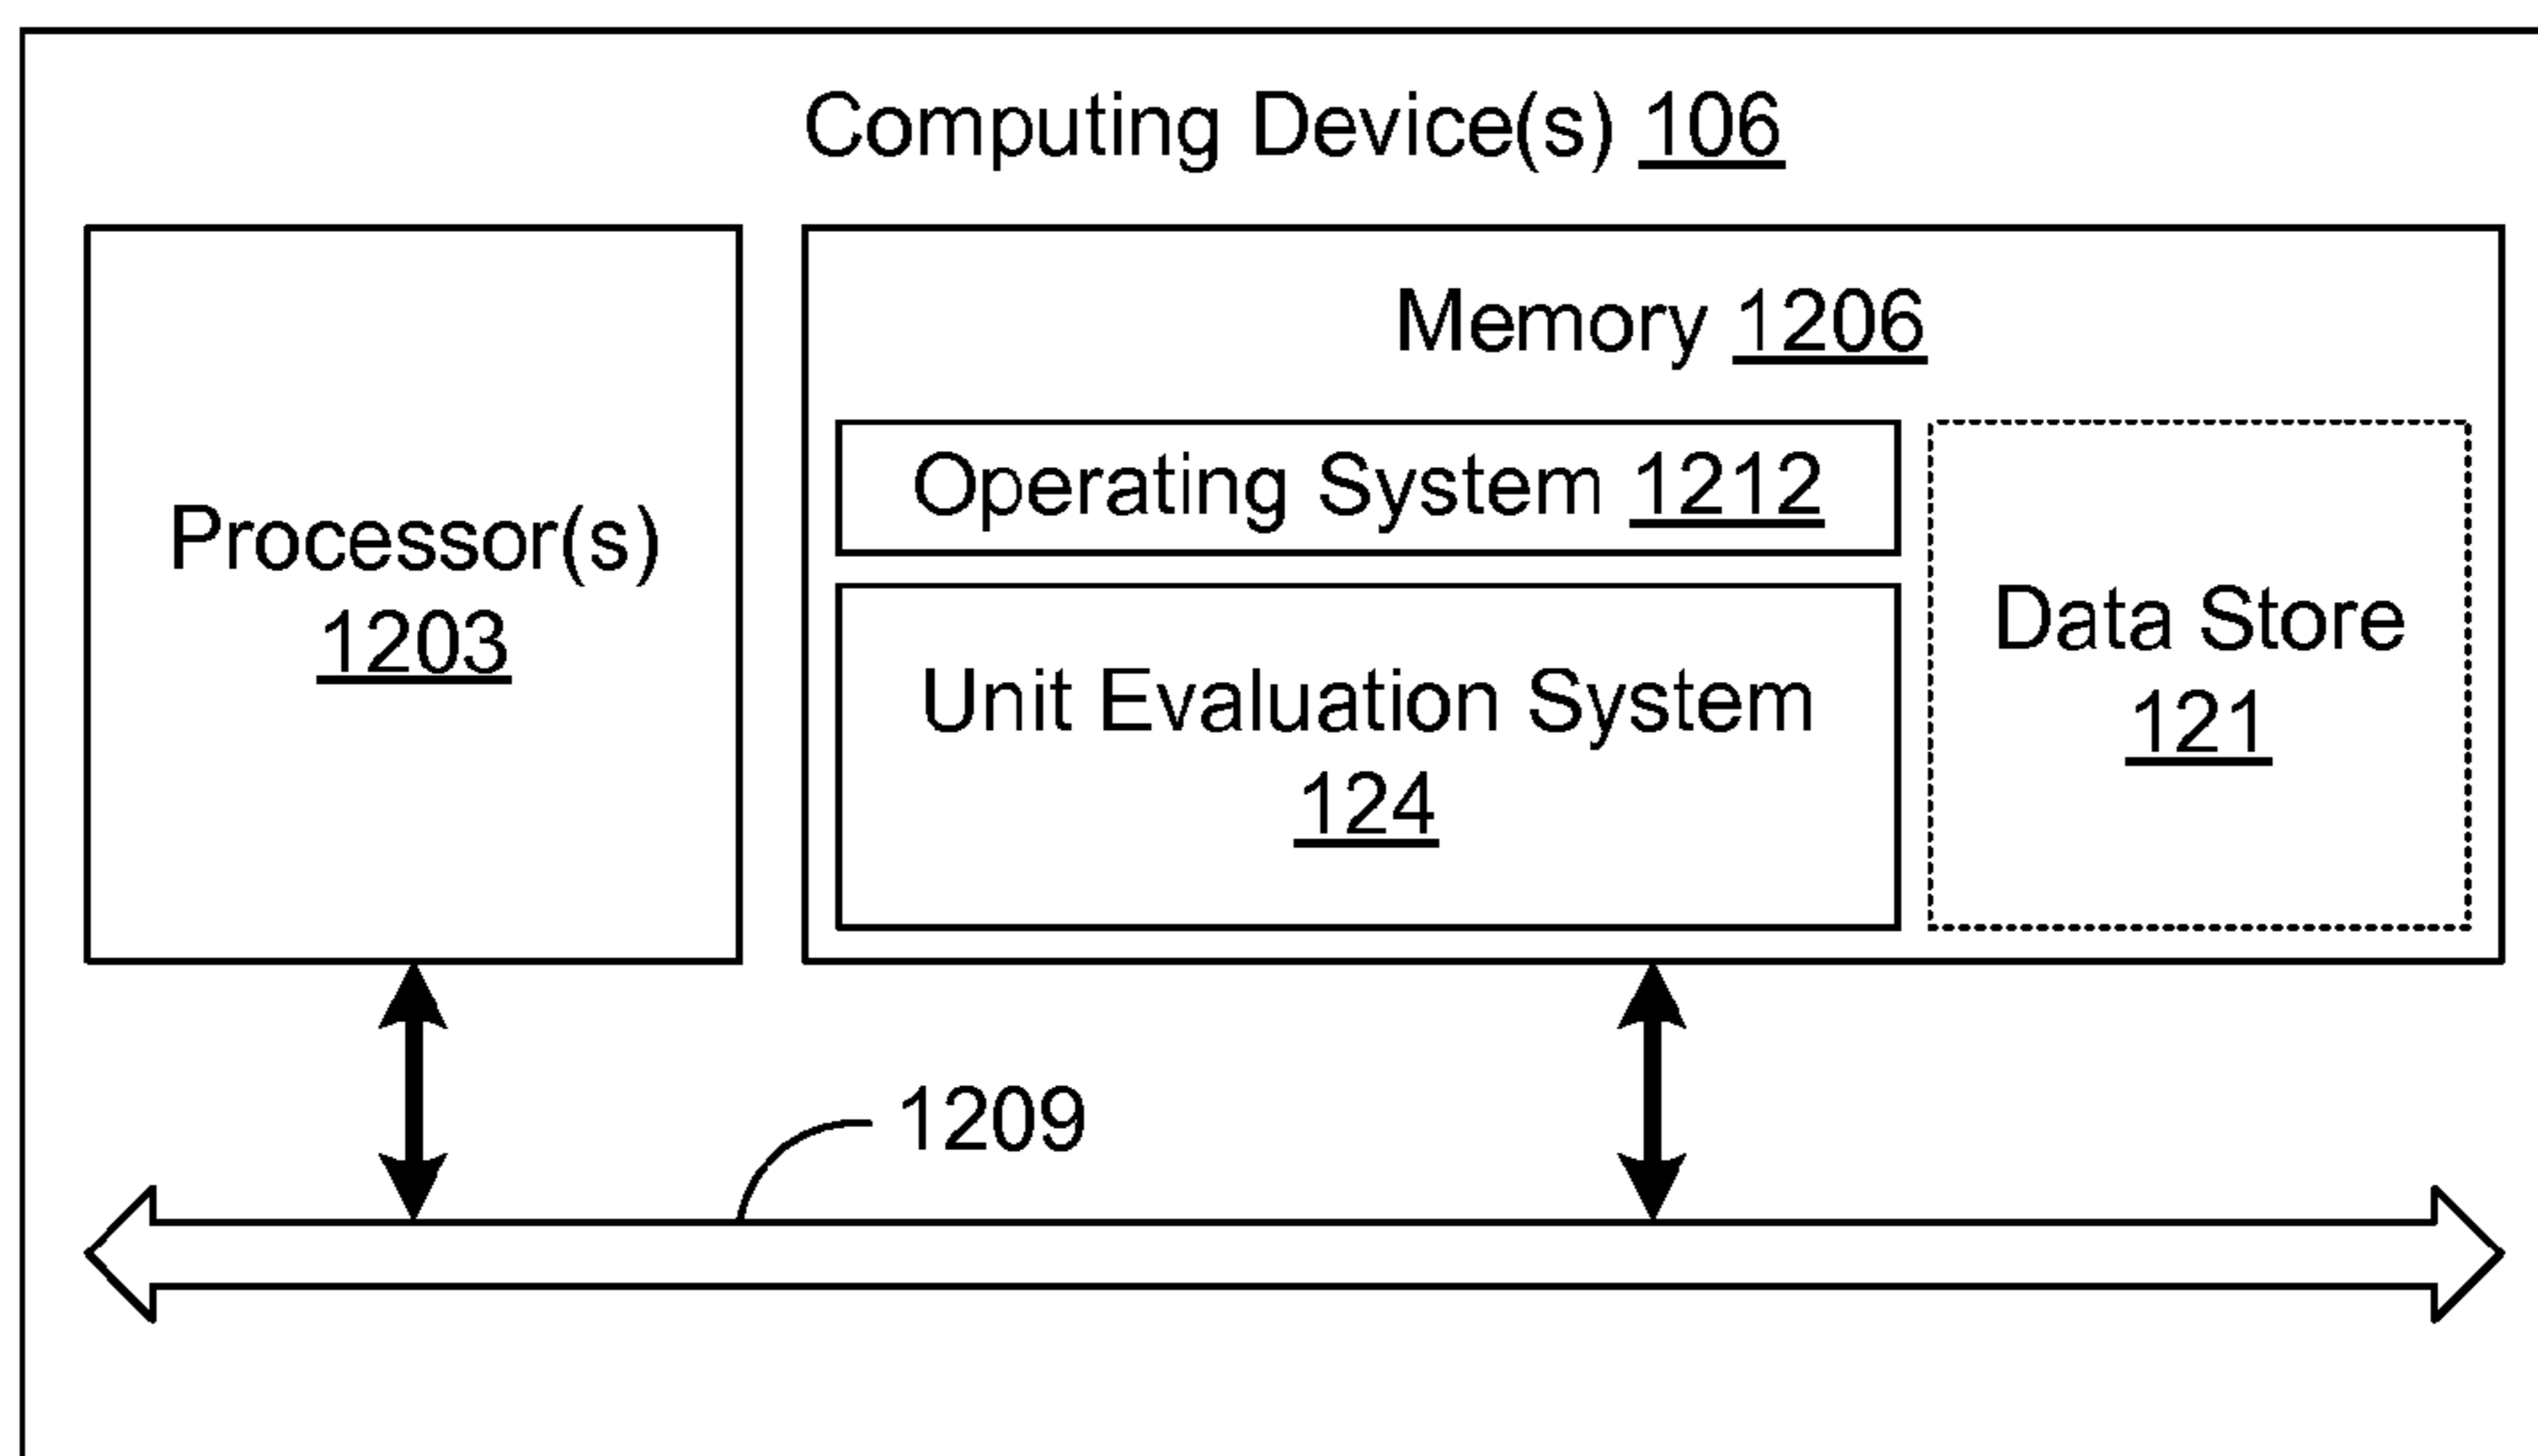 Computing Device(s) 106
Processor(s)
1203
Memory 1206
Operating System 1212
Unit Evaluation System
124
Data Store
121
1209